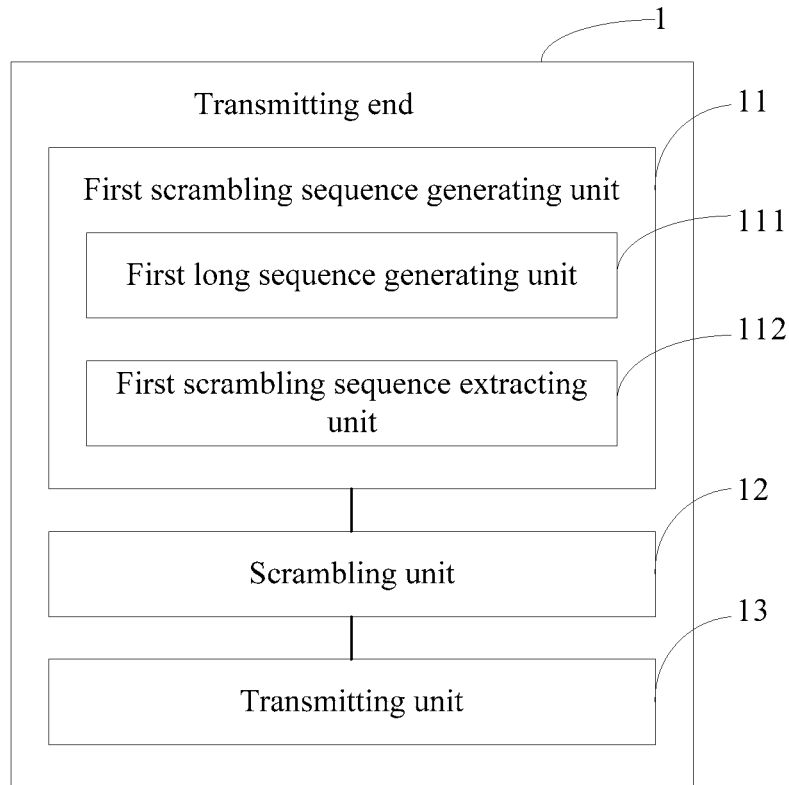 1
Transmitting end
11
First scrambling sequence generating unit
111
First long sequence generating unit
112
First scrambling sequence extracting
unit
12
Scrambling unit
13
Transmitting unit